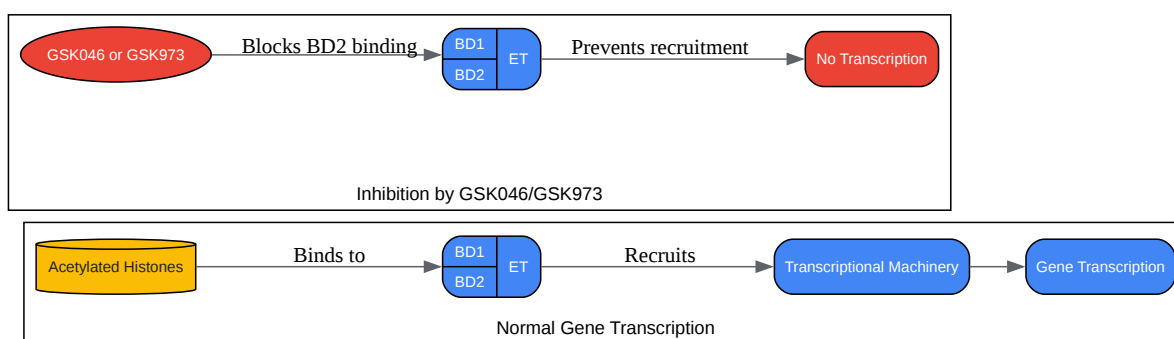 GSK046 or GSK973
Blocks BD2 binding
BD1
BD2
ET
Prevents recruitment
No Transcription
Inhibition by GSK046/GSK973
Acetylated Histones
Binds to
BD1
BD2
ET
Recruits
Transcriptional Machinery
Gene Transcription
Normal Gene Transcription